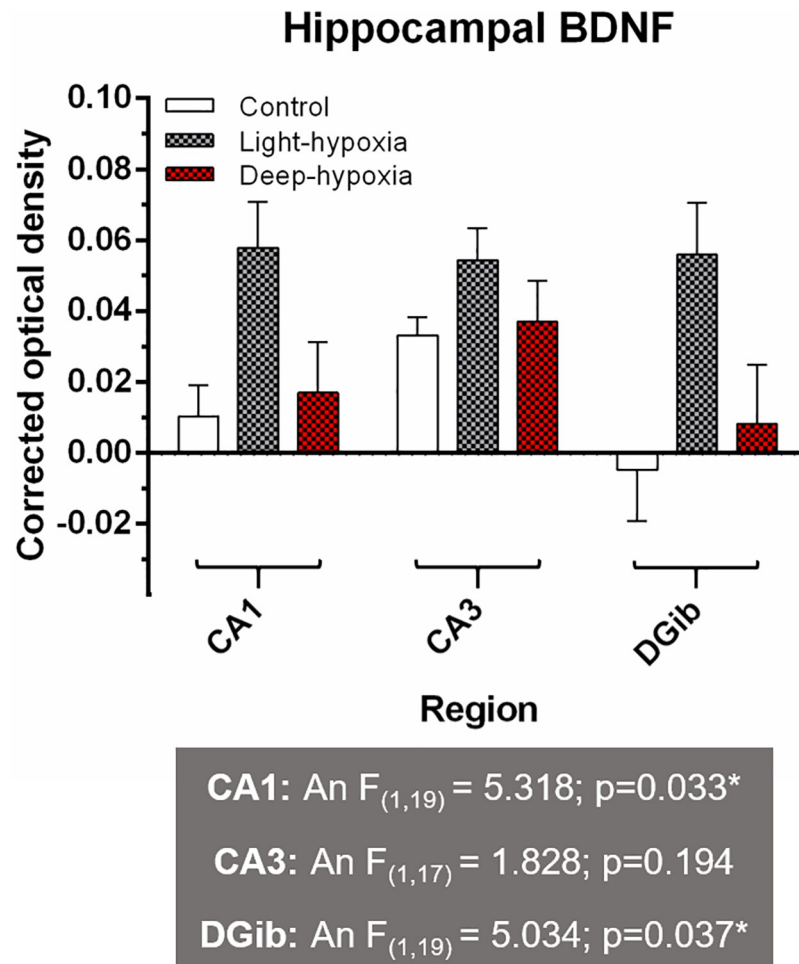 Hippocampal BDNF
Corrected optical density
0.10
0.08
0.06
0.04
0.02
0.00
-0.02
Control
Light-hypoxia
Deep-hypoxia
CA1
CA3
DGib
Region
CA1: An F(1,19) = 5.318; p=0.033*
CA3: An F(1,17) = 1.828; p=0.194
DGib: An F(1,19) = 5.034; p=0.037*